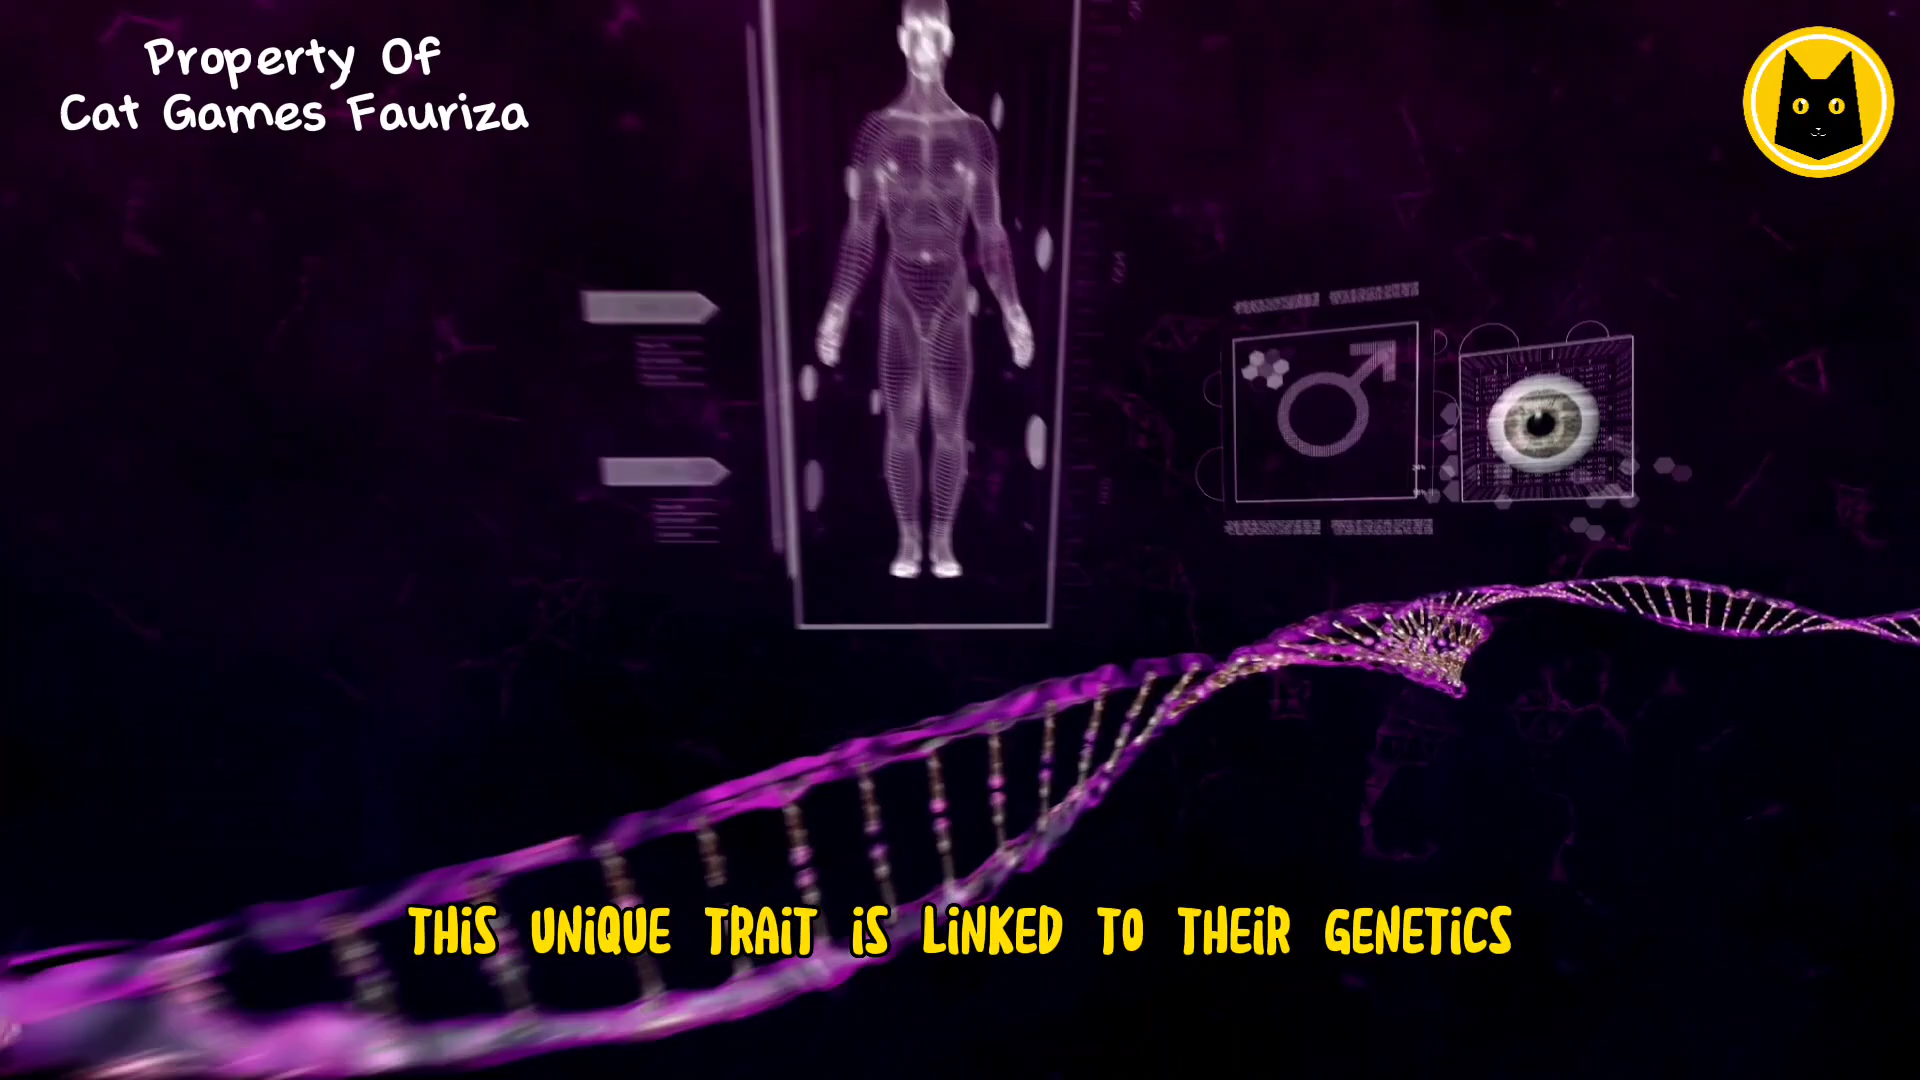 Property Of
Cat Games Fauriza
THIS UNIQUE TRAIT IS LINKED TO THEIR GENETICS